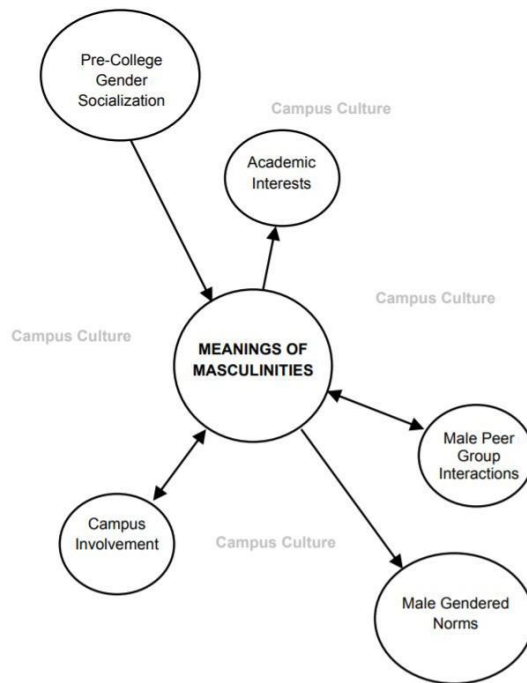 Pre-College
Gender
Socialization
Campus Culture
Academic
Interests
Campus Culture
Campus Culture
MEANINGS OF
MASCULINITIES
Male Peer
Group
Interactions
Campus
Involvement
Campus Culture
Male Gendered
Norms